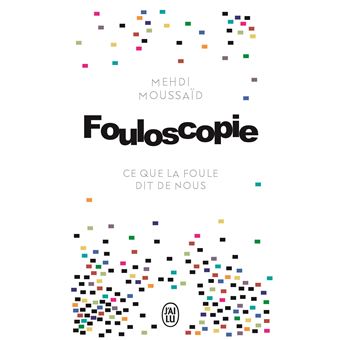 MEHDI
MOUSSAÏD
Fouloscopie
CE QUE LA FOULE
DIT DE NOUS
J'AI
LU